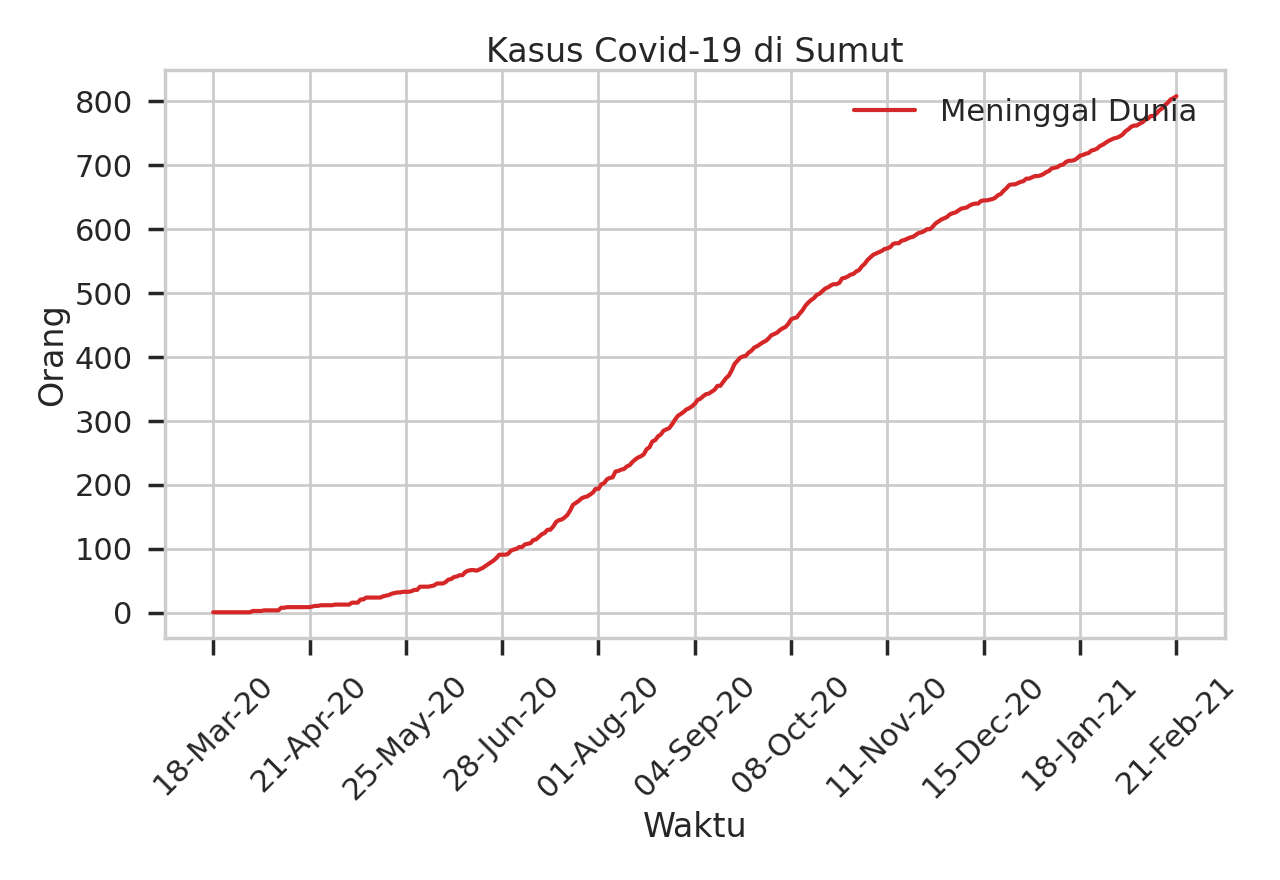 Kasus Covid-19 di Sumut
Meninggal Dunia
Orang
800
700
600
500
400
300
200
100
0
18-Mar-20
21-Apr-20
25-May-20
28-Jun-20
01-Aug-20
04-Sep-20
08-Oct-20
11-Nov-20
15-Dec-20
18-Jan-21
21-Feb-21
Waktu